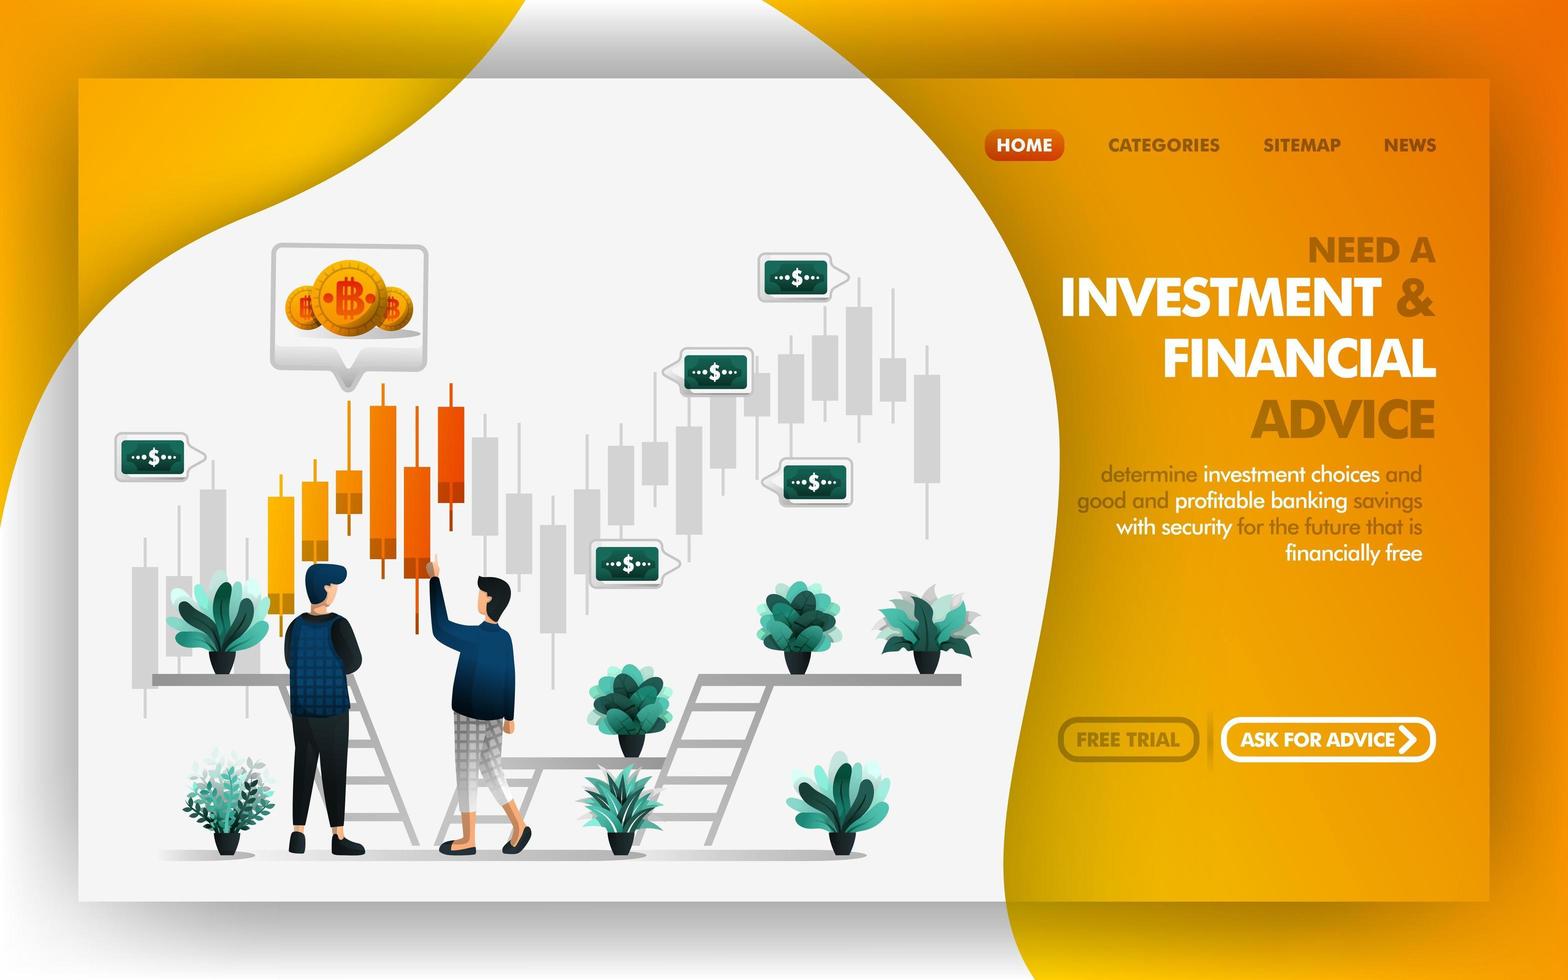 HOME CATEGORIES SITEMAP NEWS
NEED A
INVESTMENT &
FINANCIAL
ADVICE
determine investment choices and
good and profitable banking savings
with security for the future that is
financially free
FREE TRIAL ASK FOR ADVICE
$
$
$
$
$